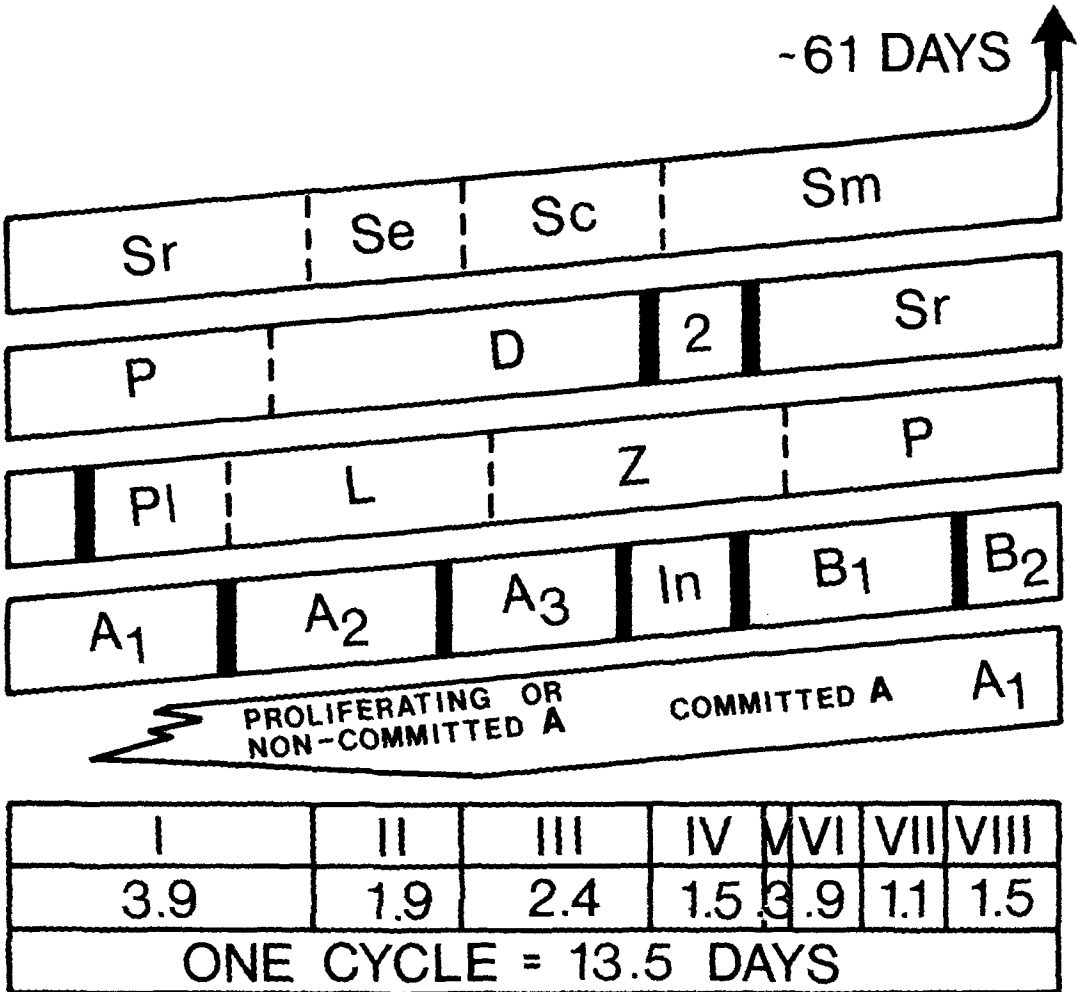 ~61 DAYS
Sr Se Sc Sm
P D 2 Sr
Pl L Z P
A1 A2 A3 In B1 B2
PROLIFERATING OR
NON-COMMITTED A
COMMITTED A
A1
I II III IV V VI VII VIII
3.9 1.9 2.4 1.5 .3 .9 1.1 1.5
ONE CYCLE = 13.5 DAYS